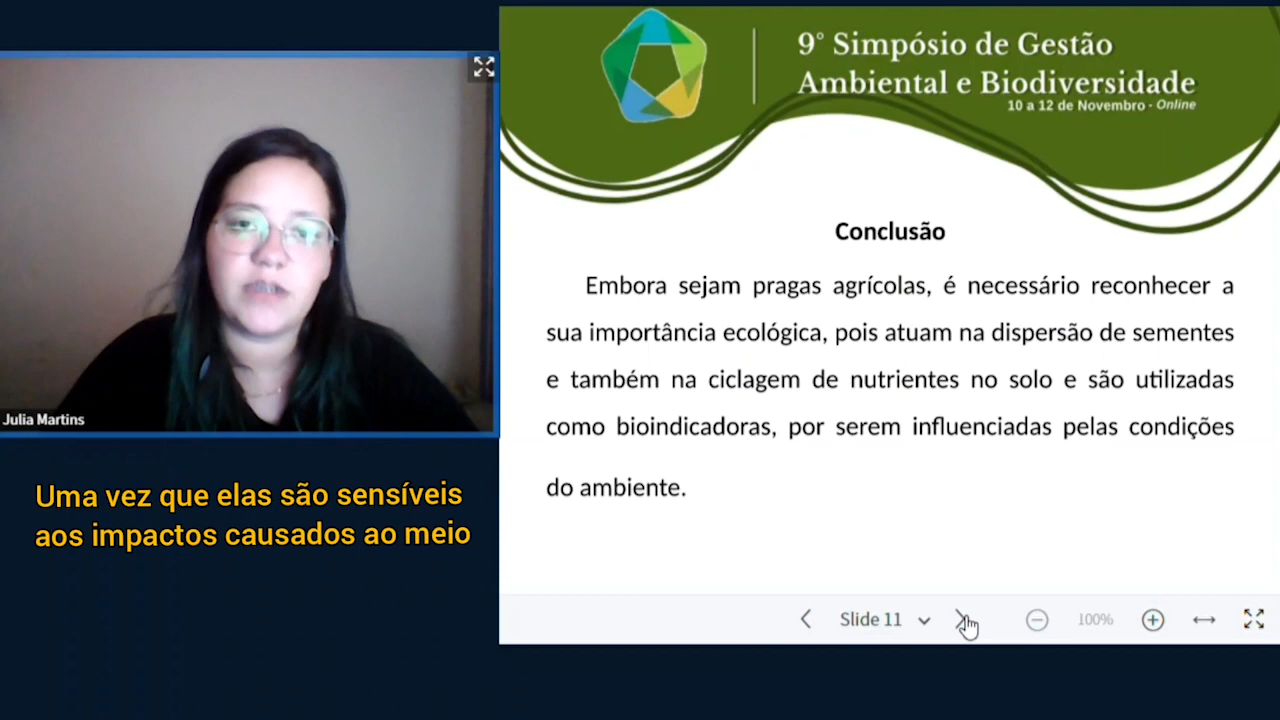 9° Simpósio de Gestão
Ambiental e Biodiversidade
10 a 12 de Novembro - Online
Julia Martins
Uma vez que elas são sensíveis
aos impactos causados ao meio
Conclusão
Embora sejam pragas agrícolas, é necessário reconhecer a
sua importância ecológica, pois atuam na dispersão de sementes
e também na ciclagem de nutrientes no solo e são utilizadas
como bioindicadoras, por serem influenciadas pelas condições
do ambiente.
Slide 11
100%